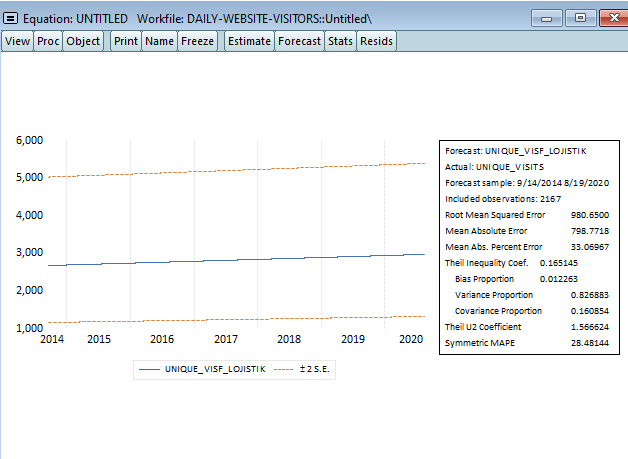 Equation: UNTITLED Workfile: DAILY-WEBSITE-VISITORS::Untitled\
View Proc Object Print Name Freeze Estimate Forecast Stats Resids
6,000
5,000
4,000
3,000
2,000
1,000
2014 2015 2016 2017 2018 2019 2020
UNIQUE_VISF_LOJISTIK ± 2 S.E.
Forecast: UNIQUE_VISF_LOJISTIK
Actual: UNIQUE_VISITS
Forecast sample: 9/14/2014 8/19/2020
Included observations: 2167
Root Mean Squared Error 980.6500
Mean Absolute Error 798.7718
Mean Abs. Percent Error 33.06967
Theil Inequality Coef. 0.165145
Bias Proportion 0.012263
Variance Proportion 0.826883
Covariance Proportion 0.160854
Theil U2 Coefficient 1.566624
Symmetric MAPE 28.48144